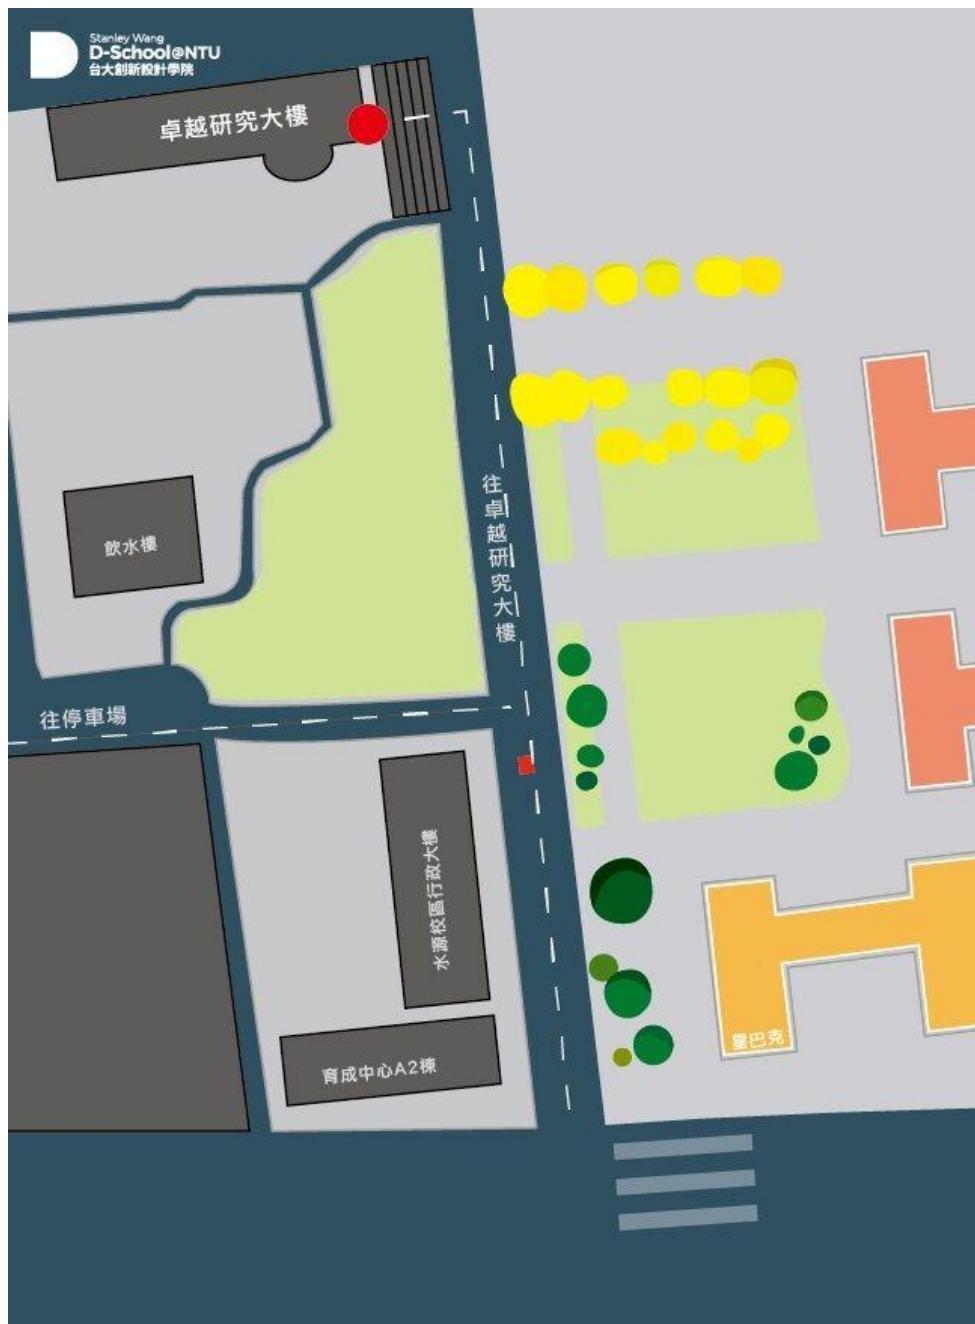 Stanley Wang
D-School@NTU
台大創新設計學院
卓越研究大樓
往卓越研究大樓
飲水樓
往停車場
水源校區行政大樓
育成中心A2棟
星巴克